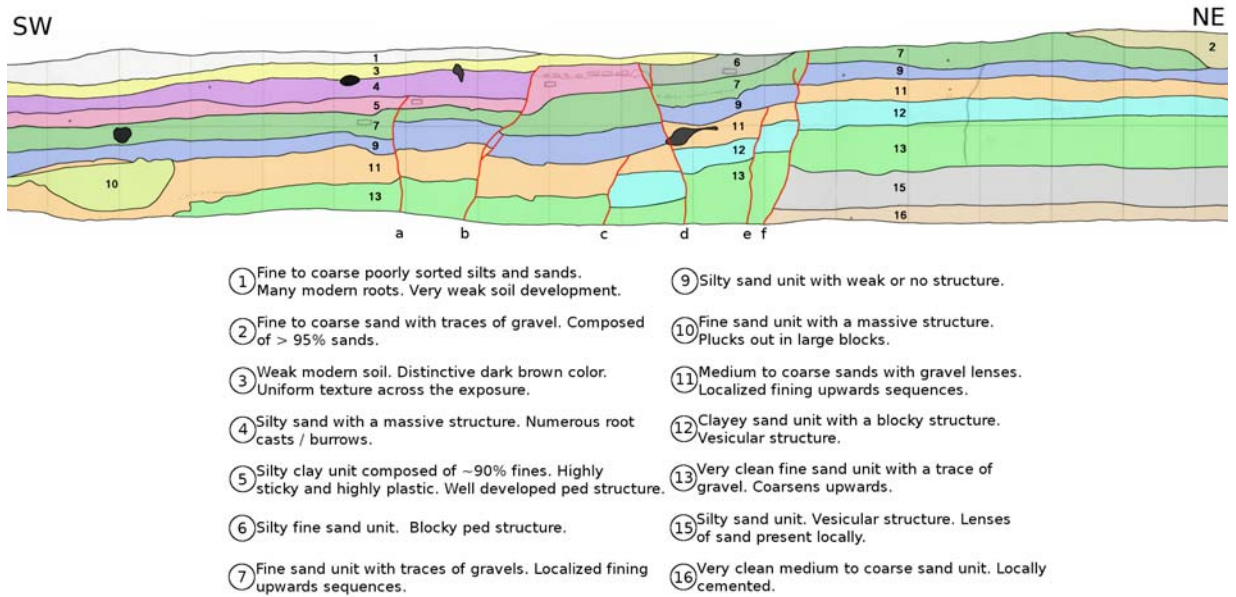 SW
NE
1
3
4
5
7
9
10
11
13
6
7
9
11
12
13
7
2
9
11
12
13
15
16
a b c d e f
1 Fine to coarse poorly sorted silts and sands.
Many modern roots. Very weak soil development.
2 Fine to coarse sand with traces of gravel. Composed
of > 95% sands.
3 Weak modern soil. Distinctive dark brown color.
Uniform texture across the exposure.
4 Silty sand with a massive structure. Numerous root
casts / burrows.
5 Silty clay unit composed of ~90% fines. Highly
sticky and highly plastic. Well developed ped structure.
6 Silty fine sand unit. Blocky ped structure.
7 Fine sand unit with traces of gravels. Localized fining
upwards sequences.
9 Silty sand unit with weak or no structure.
10 Fine sand unit with a massive structure.
Plucks out in large blocks.
11 Medium to coarse sands with gravel lenses.
Localized fining upwards sequences.
12 Clayey sand unit with a blocky structure.
Vesicular structure.
13 Very clean fine sand unit with a trace of
gravel. Coarsens upwards.
15 Silty sand unit. Vesicular structure. Lenses
of sand present locally.
16 Very clean medium to coarse sand unit. Locally
cemented.